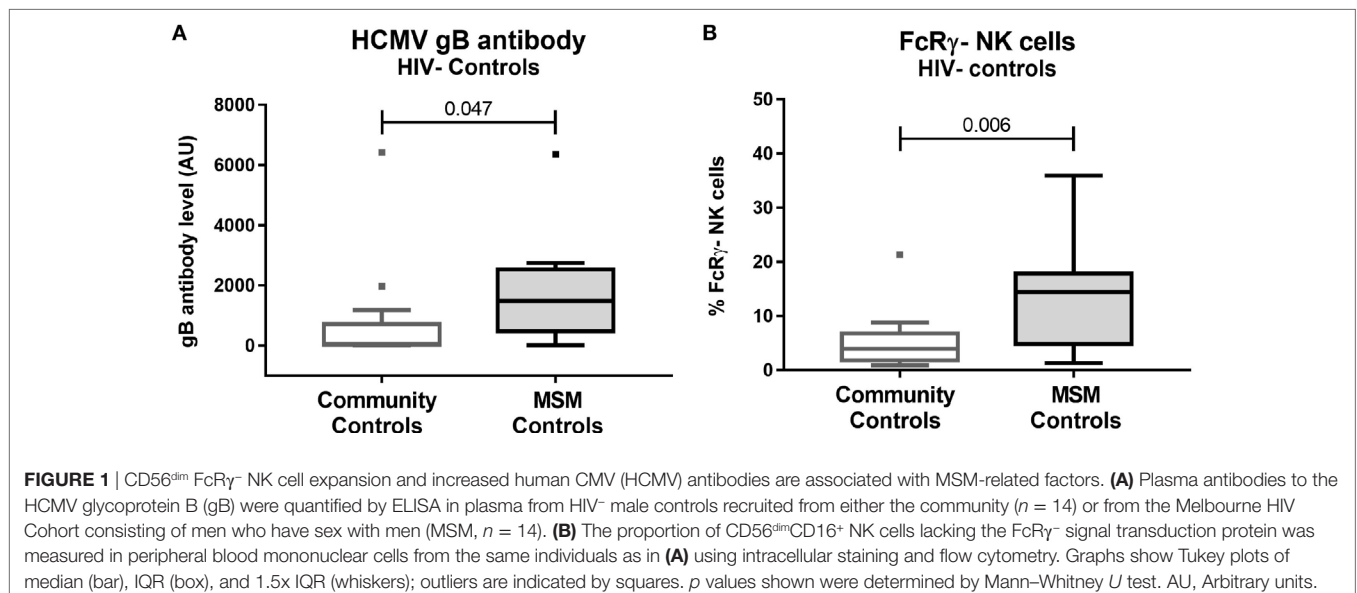 A
HCMV gB antibody
HIV- Controls
gB antibody level (AU)
8000
6000
4000
2000
0
0.047
Community
Controls
MSM
Controls
B
FcRγ- NK cells
HIV- controls
% FcRγ- NK cells
50
40
30
20
10
0
0.006
Community
Controls
MSM
Controls
FIGURE 1 | CD56dim FcRγ− NK cell expansion and increased human CMV (HCMV) antibodies are associated with MSM-related factors. (A) Plasma antibodies to the
HCMV glycoprotein B (gB) were quantified by ELISA in plasma from HIV− male controls recruited from either the community (n = 14) or from the Melbourne HIV
Cohort consisting of men who have sex with men (MSM, n = 14). (B) The proportion of CD56dimCD16+ NK cells lacking the FcRγ− signal transduction protein was
measured in peripheral blood mononuclear cells from the same individuals as in (A) using intracellular staining and flow cytometry. Graphs show Tukey plots of
median (bar), IQR (box), and 1.5x IQR (whiskers); outliers are indicated by squares. p values shown were determined by Mann–Whitney U test. AU, Arbitrary units.